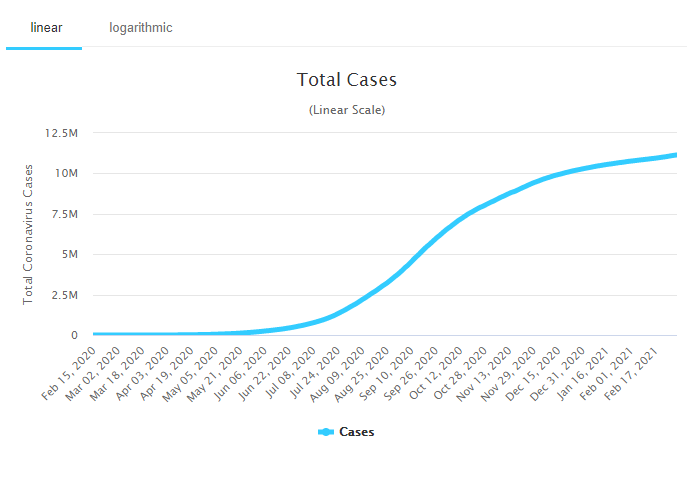 linear
logarithmic
Total Cases
(Linear Scale)
Total Coronavirus Cases
12.5M
10M
7.5M
5M
2.5M
0
Feb 15, 2020
Mar 02, 2020
Mar 18, 2020
Apr 03, 2020
Apr 19, 2020
May 05, 2020
May 21, 2020
Jun 06, 2020
Jun 22, 2020
Jul 08, 2020
Jul 24, 2020
Aug 09, 2020
Aug 25, 2020
Sep 10, 2020
Sep 26, 2020
Oct 12, 2020
Oct 28, 2020
Nov 13, 2020
Nov 29, 2020
Dec 15, 2020
Dec 31, 2020
Jan 16, 2021
Feb 01, 2021
Feb 17, 2021
Cases